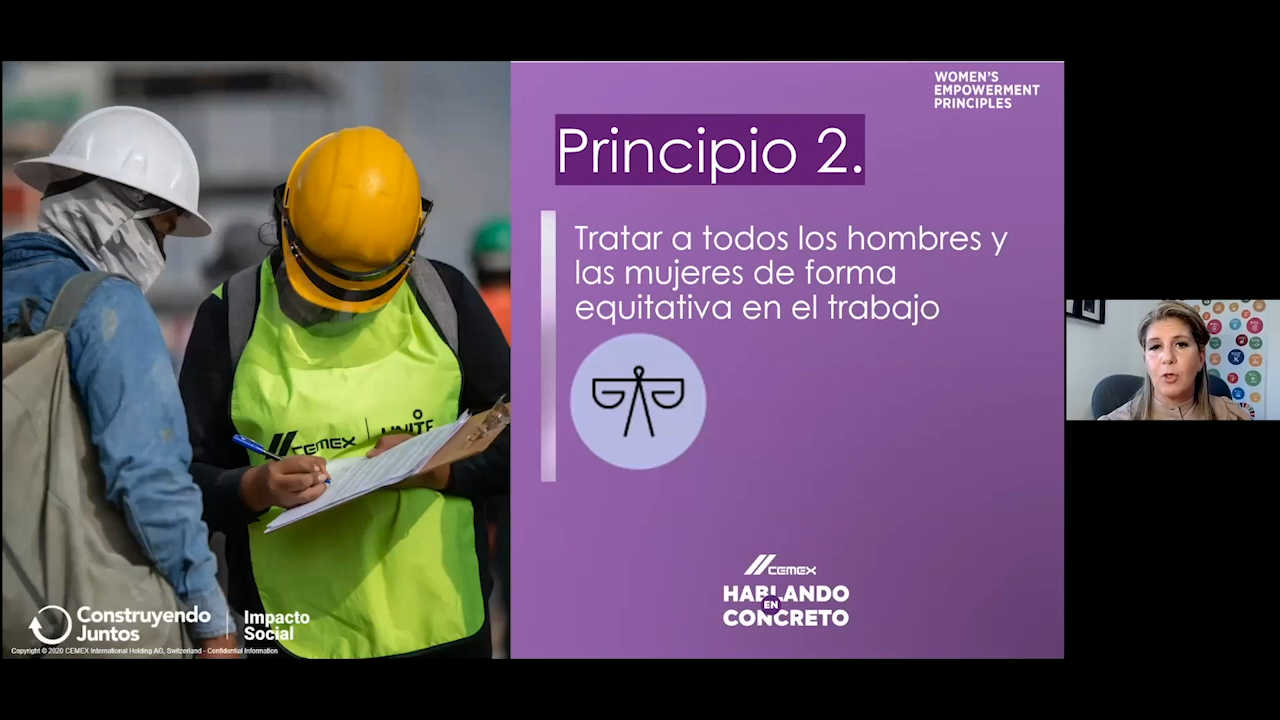 WOMEN'S
EMPOWERMENT
PRINCIPLES
Principio 2.
Tratar a todos los hombres y
las mujeres de forma
equitativa en el trabajo
CEMEX
HABLANDO
EN
CONCRETO
CEMEX | UNITE
Construyendo
Juntos
Impacto
Social
Copyright © 2020 CEMEX International Holding AG, Switzerland - Confidential Information